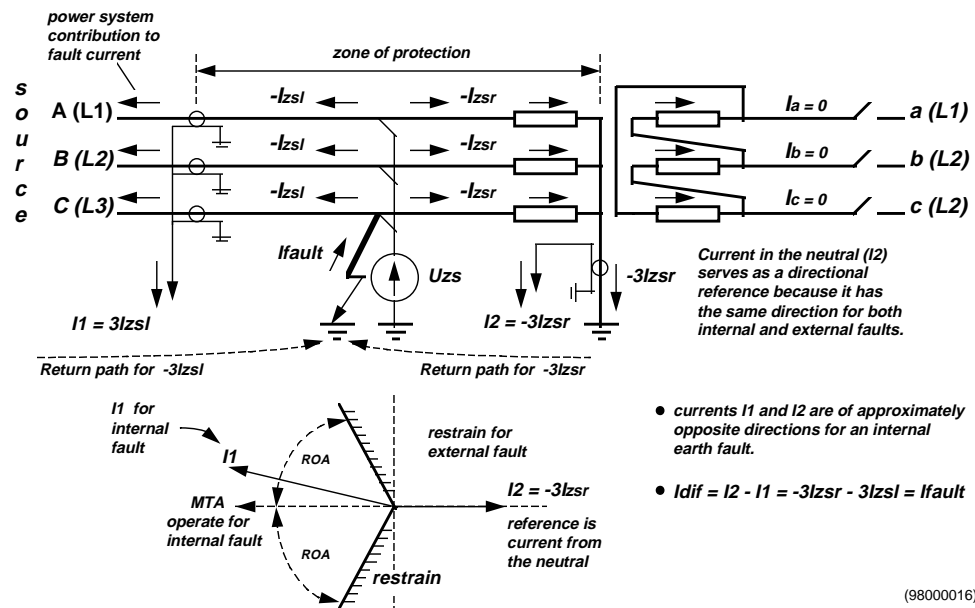 power system
contribution to
fault current
zone of protection
source
A (L1)
-Izsl
-Izsr
Ia = 0
a (L1)
B (L2)
-Izsl
-Izsr
Ib = 0
b (L2)
C (L3)
-Izsl
-Izsr
Ic = 0
c (L2)
Ifault
Uzs
-3Izsr
I1 = 3Izsl
I2 = -3Izsr
Current in the neutral (I2)
serves as a directional
reference because it has
the same direction for both
internal and external faults.
Return path for -3Izsl
Return path for -3Izsr
I1 for
internal
fault
I1
ROA
restrain for
external fault
MTA
operate for
internal fault
I2 = -3Izsr
reference is
current from
the neutral
ROA
restrain
• currents I1 and I2 are of approximately
opposite directions for an internal
earth fault.
• Idif = I2 - I1 = -3Izsr - 3Izsl = Ifault
(98000016)